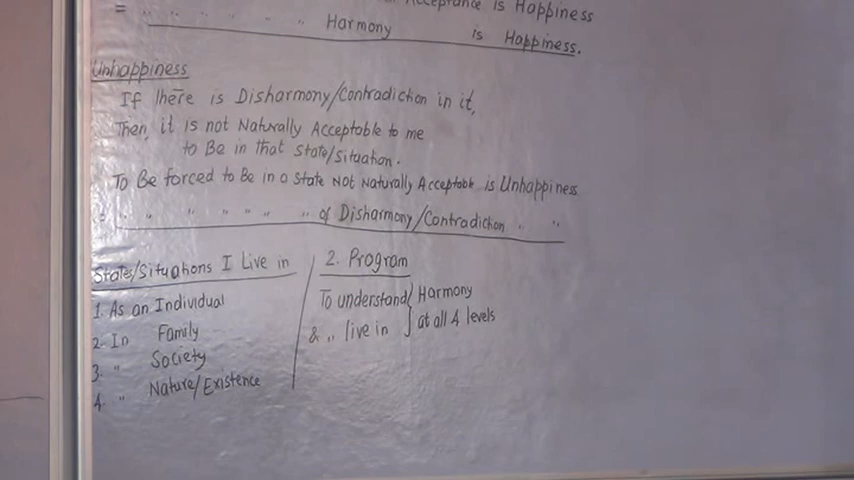 Acceptance is Happiness
= " " " " " Harmony is Happiness.
Unhappiness
If there is Disharmony/Contradiction in it,
Then, it is not Naturally Acceptable to me
to Be in that State/Situation.
To Be forced to Be in a State Not Naturally Acceptable is Unhappiness
= " " " " " " " of Disharmony/Contradiction " "
States/Situations I Live in
1. As an Individual
2. In Family
3. " Society
4. " Nature/Existence
2. Program
To understand Harmony
& " live in at all 4 levels